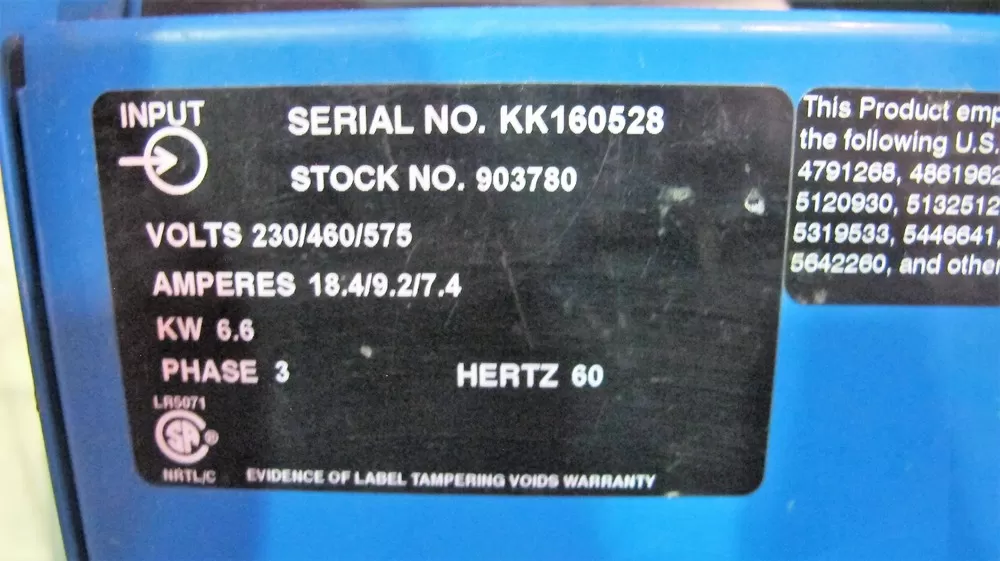 INPUT
SERIAL NO. KK160528
STOCK NO. 903780
VOLTS 230/460/575
AMPERES 18.4/9.2/7.4
KW 6.6
PHASE 3 HERTZ 60
LR5071
SA ®
NRTL/C EVIDENCE OF LABEL TAMPERING VOIDS WARRANTY
This Product emp
the following U.S.
4791268, 4861962
5120930, 5132512
5319533, 5446641,
5642260, and other